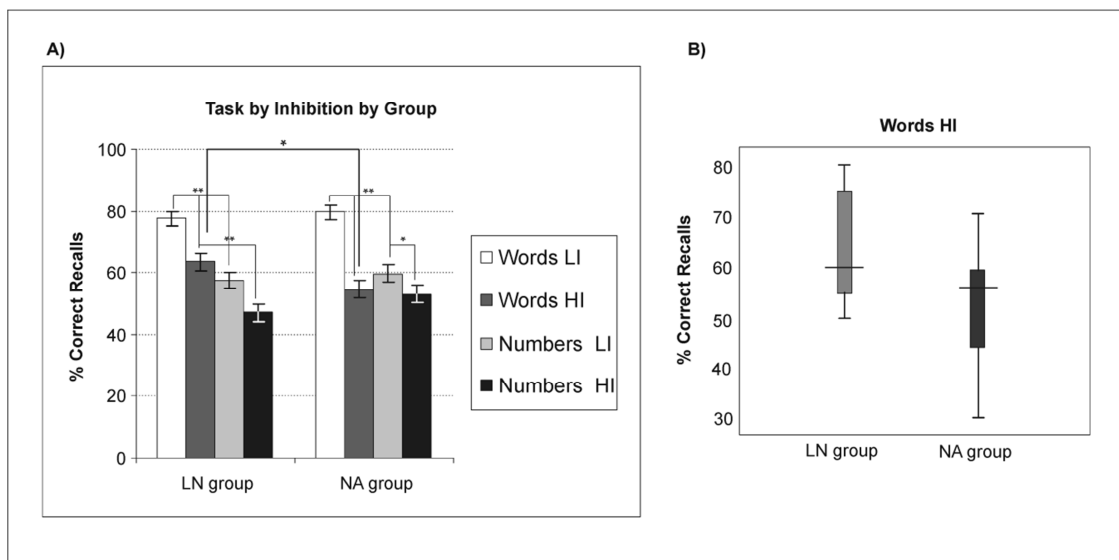 A)
Task by Inhibition by Group
% Correct Recalls
100
80
60
40
20
0
*
**
**
**
*
LN group
NA group
Words LI
Words HI
Numbers LI
Numbers HI
B)
Words HI
% Correct Recalls
80
70
60
50
40
30
LN group
NA group